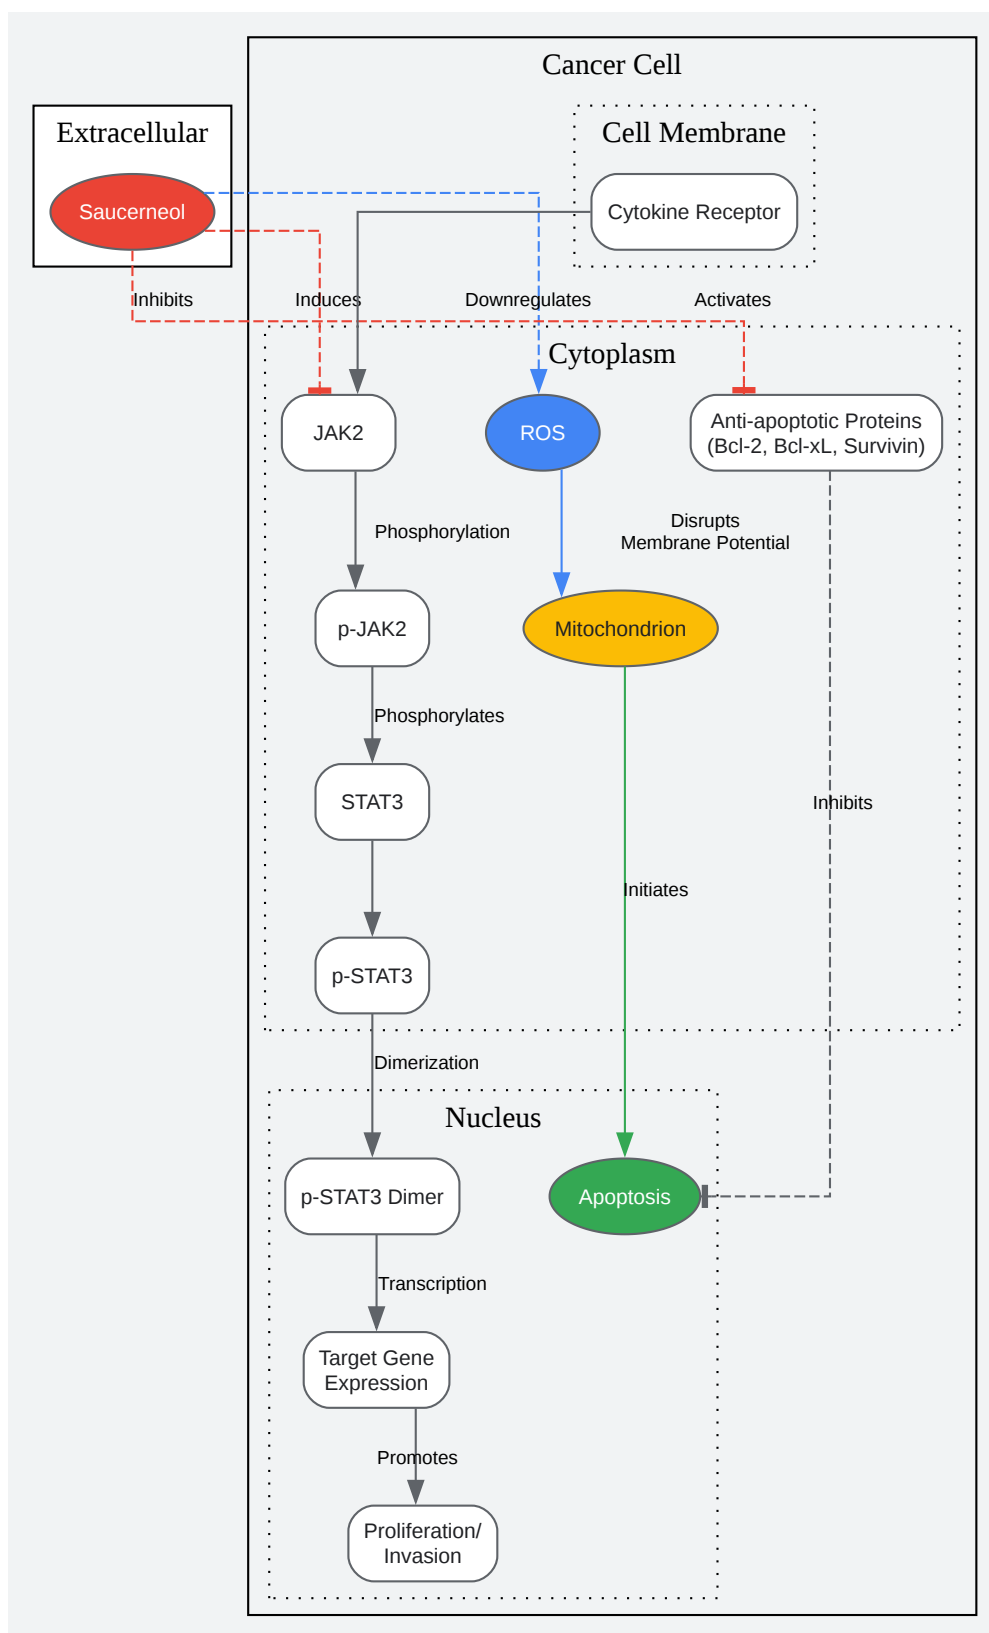 Cancer Cell
Extracellular
Cell Membrane
Saucerneol
Cytokine Receptor
Inhibits
Induces
Downregulates
Activates
Cytoplasm
JAK2
ROS
Anti-apoptotic Proteins
(Bcl-2, Bcl-xL, Survivin)
Phosphorylation
Disrupts
Membrane Potential
p-JAK2
Mitochondrion
Phosphorylates
STAT3
Inhibits
Initiates
p-STAT3
Dimerization
Nucleus
p-STAT3 Dimer
Apoptosis
Transcription
Target Gene
Expression
Promotes
Proliferation/
Invasion